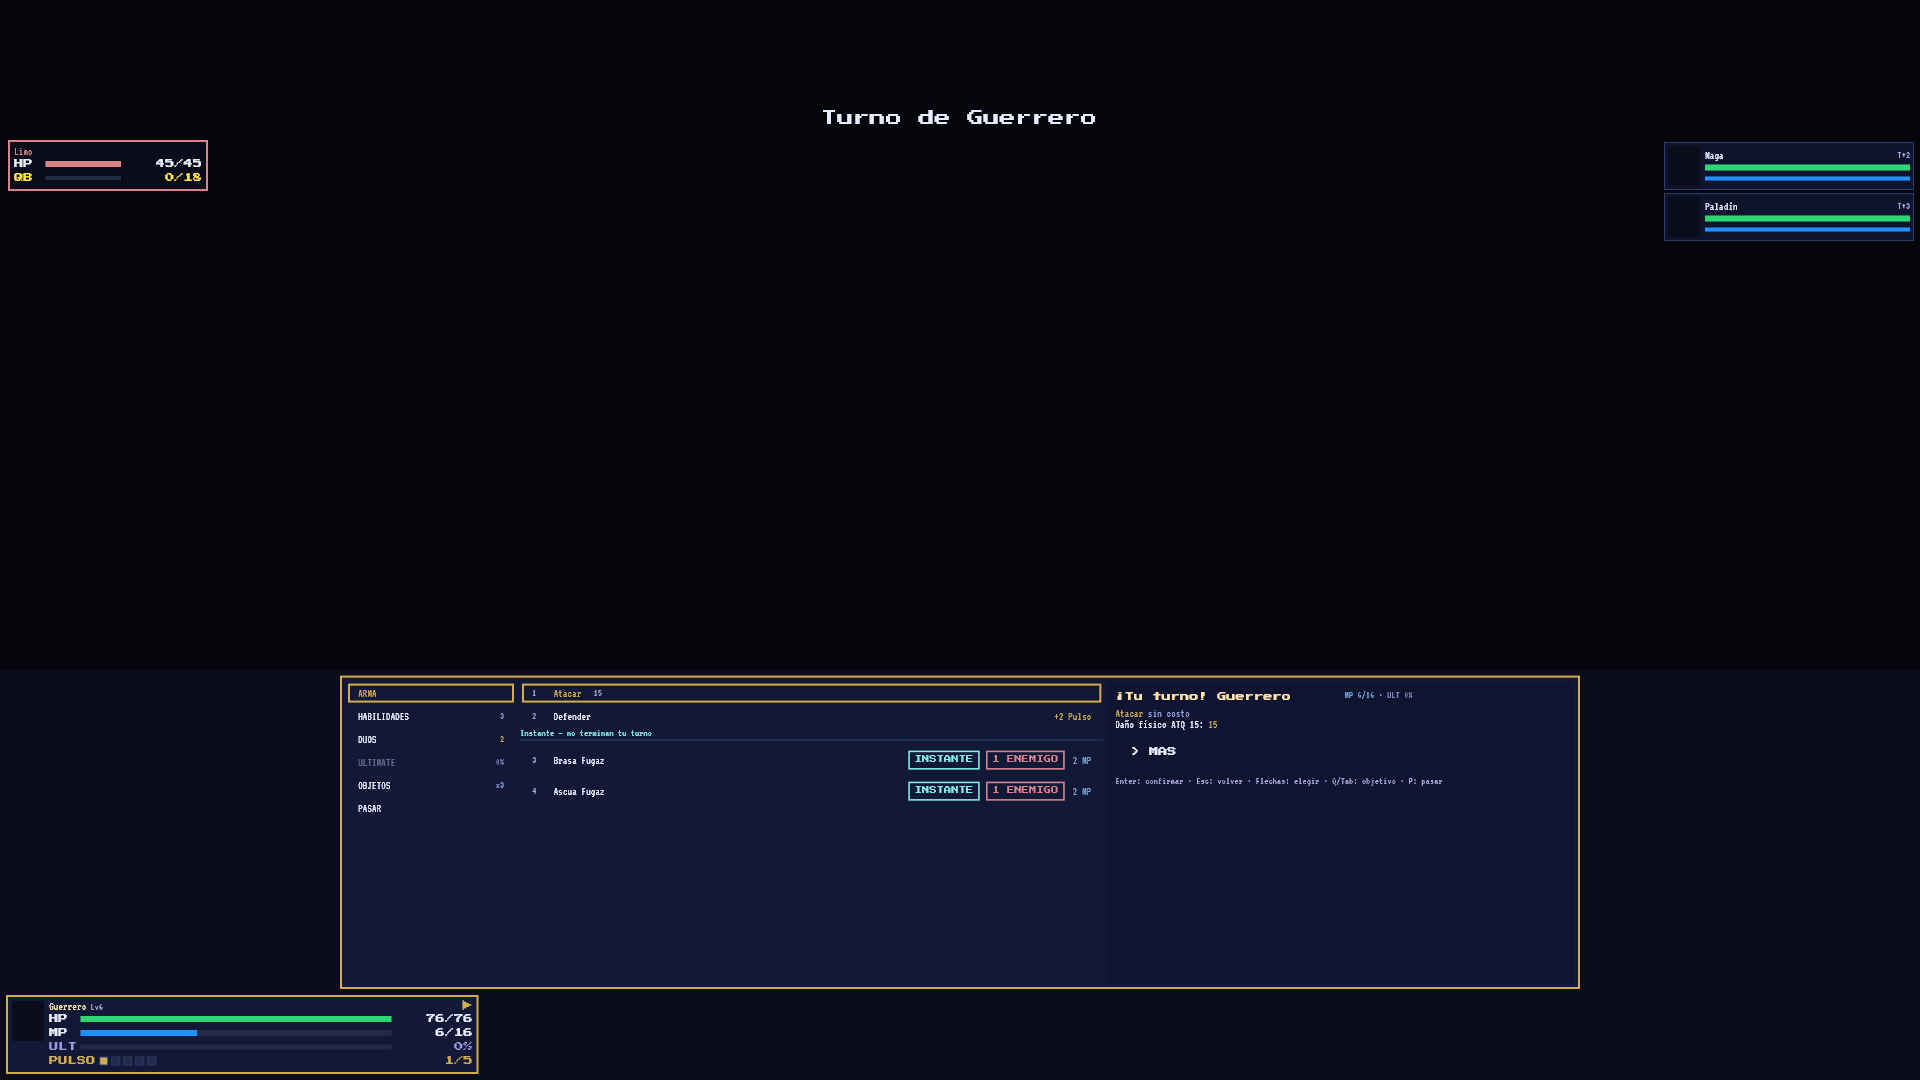 Turno de Guerrero
Limo
HP 45/45
QB 0/18
Naga T+2
Paladín T+3
ARMA
HABILIDADES 3
DUOS 2
ULTIMATE 0%
OBJETOS x3
PASAR
1 Atacar 15
2 Defender +2 Pulso
Instante — no terminan tu turno
3 Brasa Fugaz INSTANTE 1 ENEMIGO 2 MP
4 Ascua Fugaz INSTANTE 1 ENEMIGO 2 MP
¡Tu turno! Guerrero MP 6/16 · ULT 0%
Atacar sin costo
Daño físico ATQ 15: 15
> MAS
Enter: confirmar · Esc: volver · Flechas: elegir · Q/Tab: objetivo · P: pasar
Guerrero Lv6
HP 76/76
MP 6/16
ULT 0%
PULSO 1/5